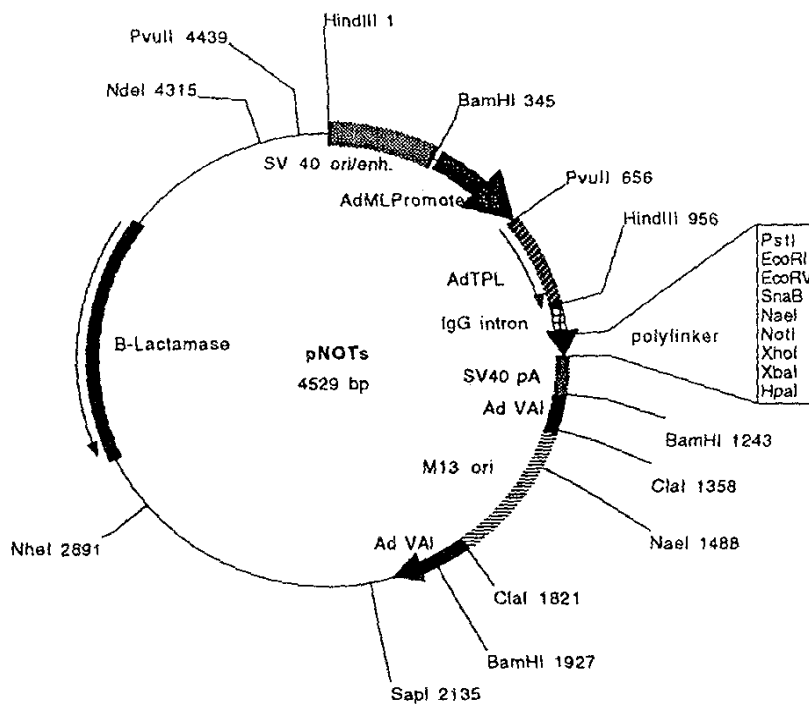 HindIII 1
PvuII 4439
NdeI 4315
BamHI 345
SV 40 ori/enh.
AdMLPromote
PvuII 656
HindIII 956
AdTPL
IgG intron
polylinker
PstI
EcoRI
EcoRV
SnaB
NaeI
NotI
XhoI
XbaI
HpaI
B-Lactamase
pNOTs
4529 bp
SV40 pA
Ad VAI
BamHI 1243
M13 ori
ClaI 1358
NaeI 1488
NheI 2891
Ad VAI
ClaI 1821
BamHI 1927
SapI 2135